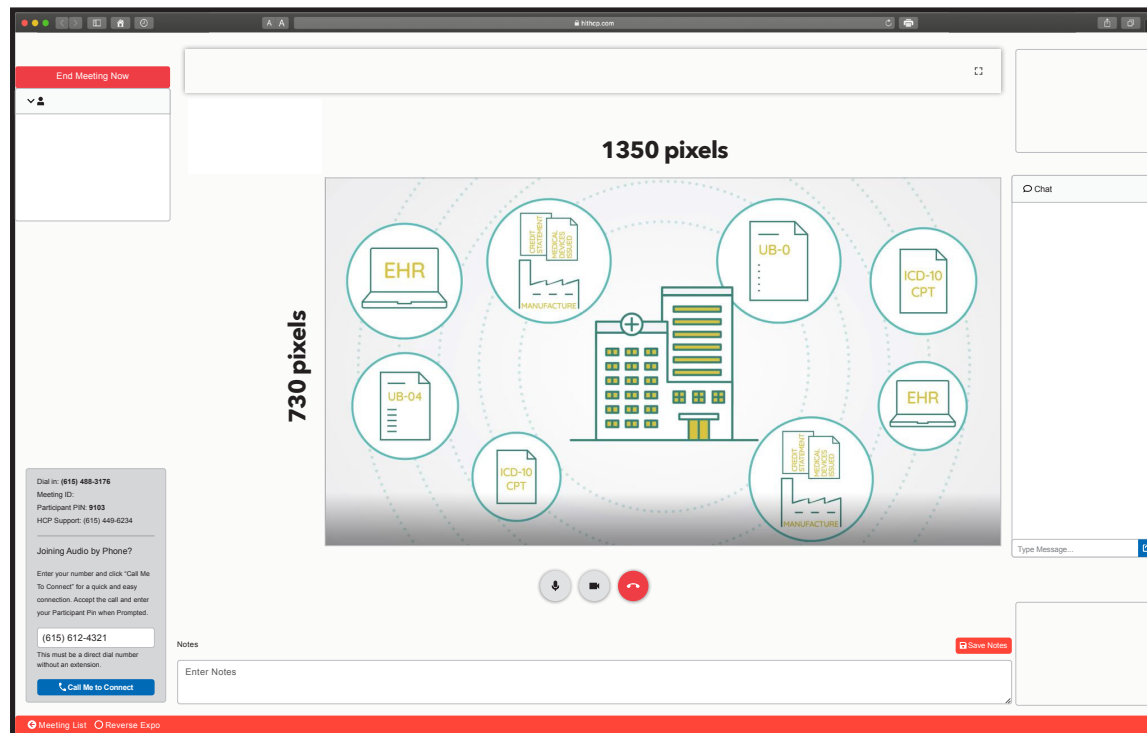 A A
hlthcp.com
End Meeting Now
1350 pixels
730 pixels
EHR
CREDIT
STATEMENT
MEDICAL
DEVICES
ISSUED
MANUFACTURE
UB-0
ICD-10
CPT
UB-04
EHR
ICD-10
CPT
CREDIT
STATEMENT
MEDICAL
DEVICES
ISSUED
MANUFACTURE
Chat
Type Message...
Dial in: (615) 488-3176
Meeting ID:
Participant PIN: 9103
HCP Support: (615) 449-6234
Joining Audio by Phone?
Enter your number and click "Call Me
To Connect" for a quick and easy
connection. Accept the call and enter
your Participant Pin when Prompted.
(615) 612-4321
This must be a direct dial number
without an extension.
Call Me to Connect
Notes
Save Notes
Enter Notes
Meeting List
Reverse Expo